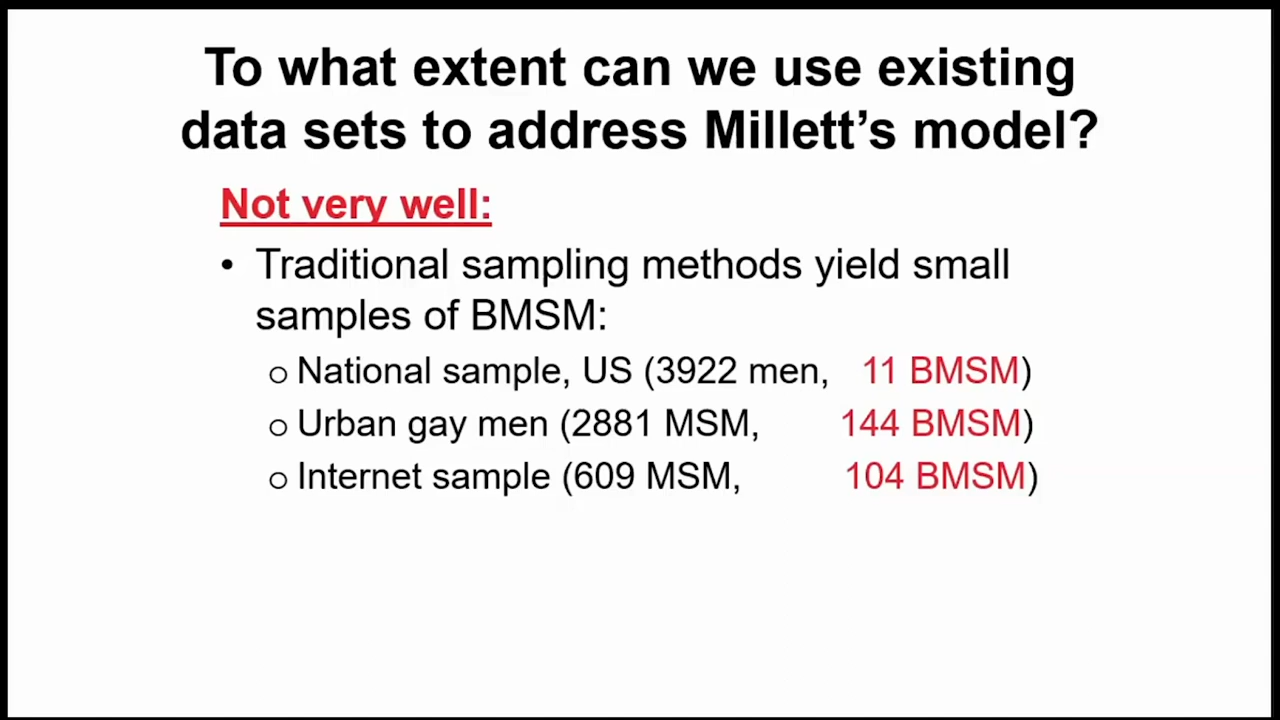 To what extent can we use existing
data sets to address Millett’s model?
Not very well:
• Traditional sampling methods yield small
samples of BMSM:
o National sample, US (3922 men, 11 BMSM)
o Urban gay men (2881 MSM, 144 BMSM)
o Internet sample (609 MSM, 104 BMSM)